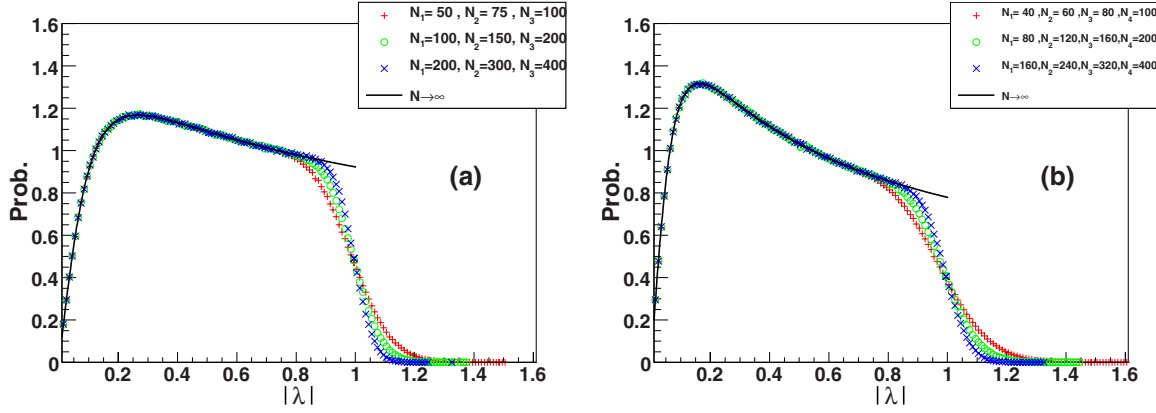 N1= 50 , N2= 75 , N3=100
N1=100, N2=150, N3=200
N1=200, N2=300, N3=400
N→∞
(a)
Prob.
1.6
1.4
1.2
1
0.8
0.6
0.4
0.2
0
0.2 0.4 0.6 0.8 1 1.2 1.4 1.6
|λ|
N1= 40 ,N2= 60 ,N3= 80 ,N4=100
N1= 80 ,N2=120,N3=160,N4=200
N1=160,N2=240,N3=320,N4=400
N→∞
(b)
Prob.
1.6
1.4
1.2
1
0.8
0.6
0.4
0.2
0
0.2 0.4 0.6 0.8 1 1.2 1.4 1.6
|λ|